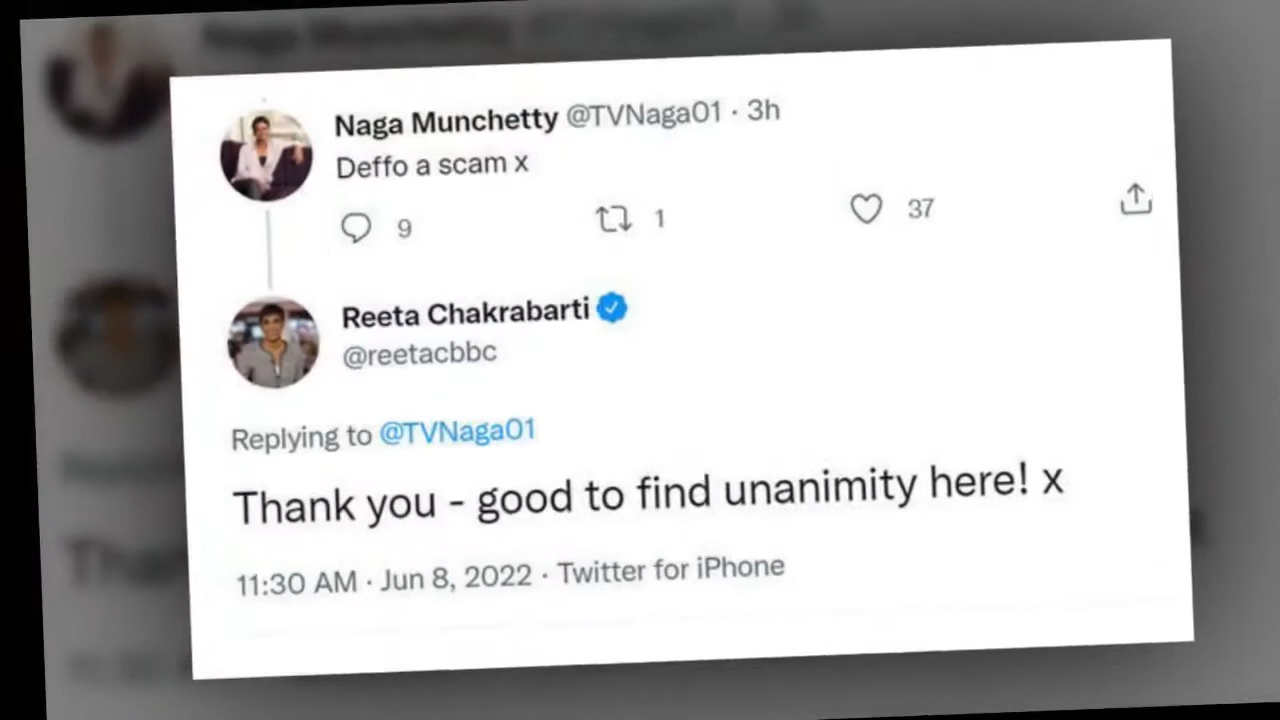 Naga Munchetty @TVNaga01 · 3h
Deffo a scam x
9 1 37
Reeta Chakrabarti
@reetacbbc
Replying to @TVNaga01
Thank you - good to find unanimity here! x
11:30 AM · Jun 8, 2022 · Twitter for iPhone